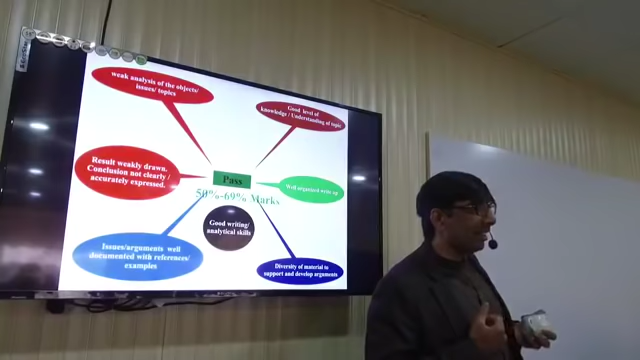 weak analysis of the objects/
issues/ topics
Good level of
knowledge / Understanding of topic
Result weakly drawn.
Conclusion not clearly /
accurately expressed.
Pass
50%-69% Marks
Well organized write up
Good writing/
analytical skills
Issues/arguments well
documented with references/
examples
Diversity of material to
support and develop arguments